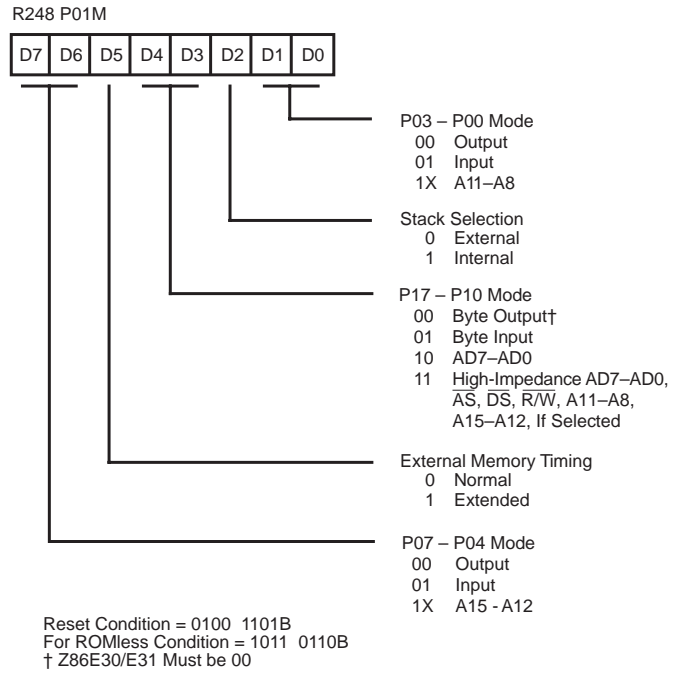 R248 P01M
D7 D6 D5 D4 D3 D2 D1 D0
P03 – P00 Mode
00 Output
01 Input
1X A11–A8
Stack Selection
0 External
1 Internal
P17 – P10 Mode
00 Byte Output†
01 Byte Input
10 AD7–AD0
11 High-Impedance AD7–AD0,
AS, DS, R/W, A11–A8,
A15–A12, If Selected
External Memory Timing
0 Normal
1 Extended
P07 – P04 Mode
00 Output
01 Input
1X A15 - A12
Reset Condition = 0100 1101B
For ROMless Condition = 1011 0110B
† Z86E30/E31 Must be 00